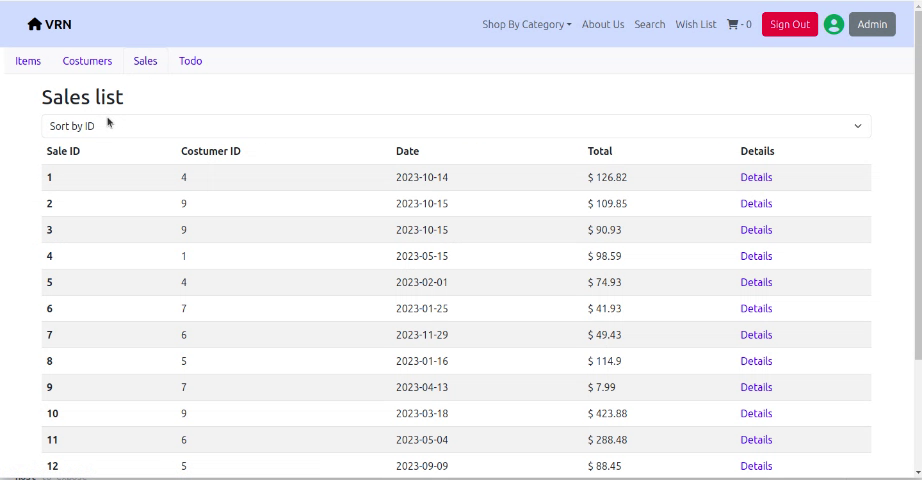 VRN Shop By Category About Us Search Wish List - 0 Sign Out Admin
Items Costumers Sales Todo
Sales list
Sort by ID
Sale ID Costumer ID Date Total Details
1 4 2023-10-14 $ 126.82 Details
2 9 2023-10-15 $ 109.85 Details
3 9 2023-10-15 $ 90.93 Details
4 1 2023-05-15 $ 98.59 Details
5 4 2023-02-01 $ 74.93 Details
6 7 2023-01-25 $ 41.93 Details
7 6 2023-11-29 $ 49.43 Details
8 5 2023-01-16 $ 114.9 Details
9 7 2023-04-13 $ 7.99 Details
10 9 2023-03-18 $ 423.88 Details
11 6 2023-05-04 $ 288.48 Details
12 5 2023-09-09 $ 88.45 Details